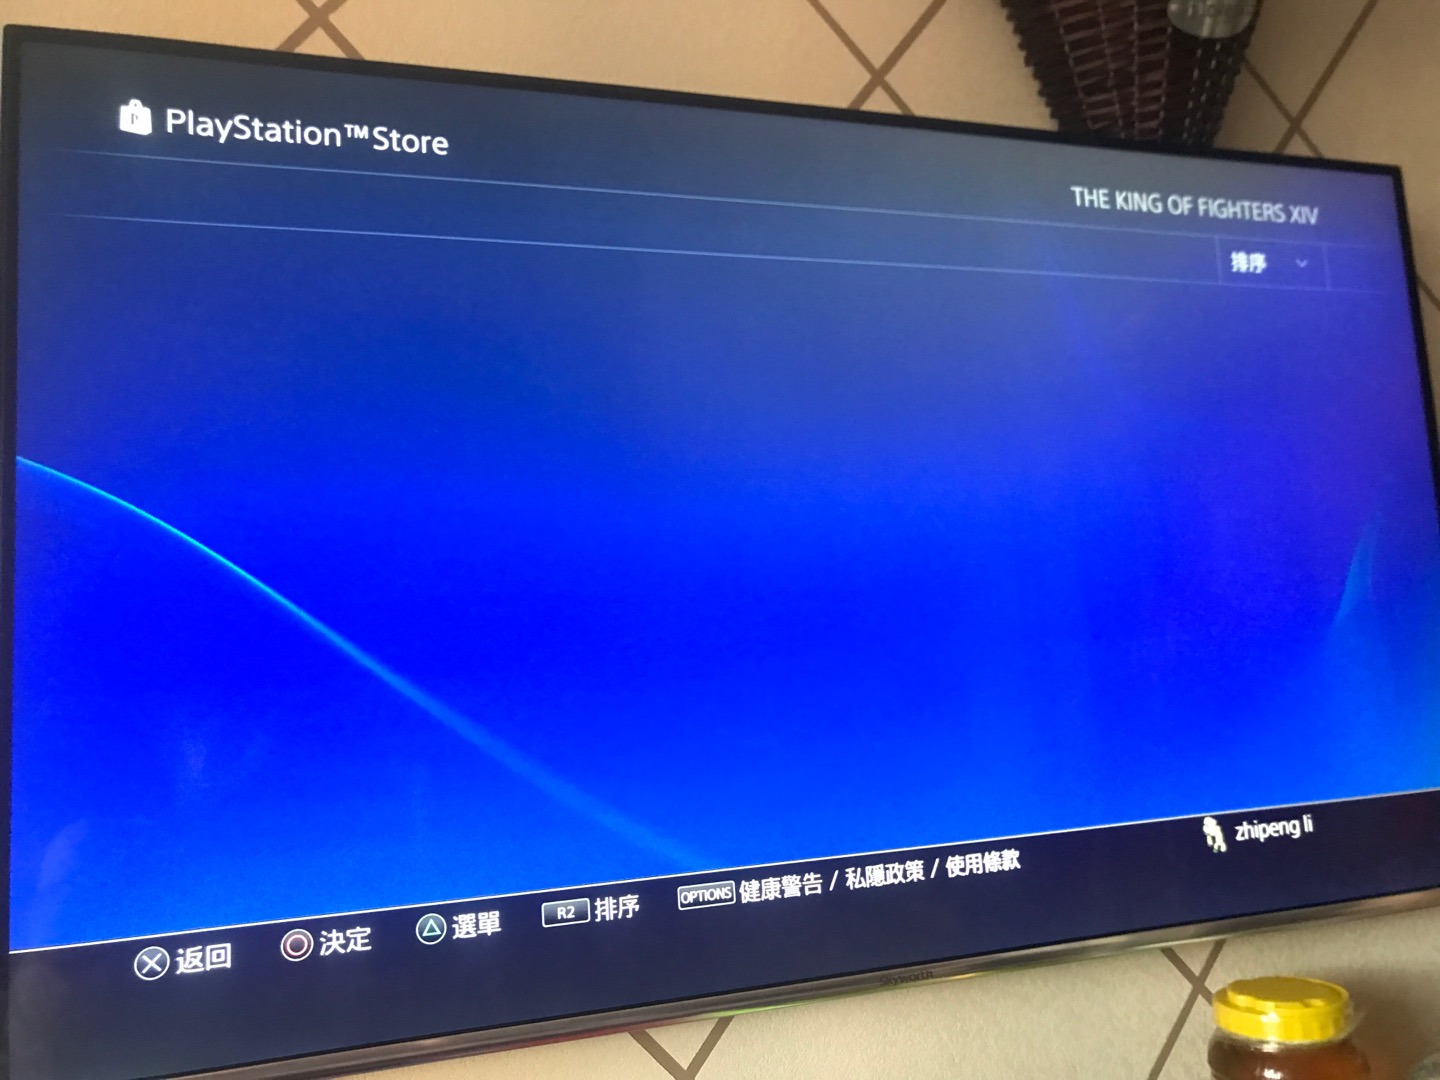 PlayStation™Store
THE KING OF FIGHTERS XIV
排序
zhipeng li
返回 決定 選單 R2 排序 OPTIONS 健康警告 / 私隱政策 / 使用條款
Skyworth